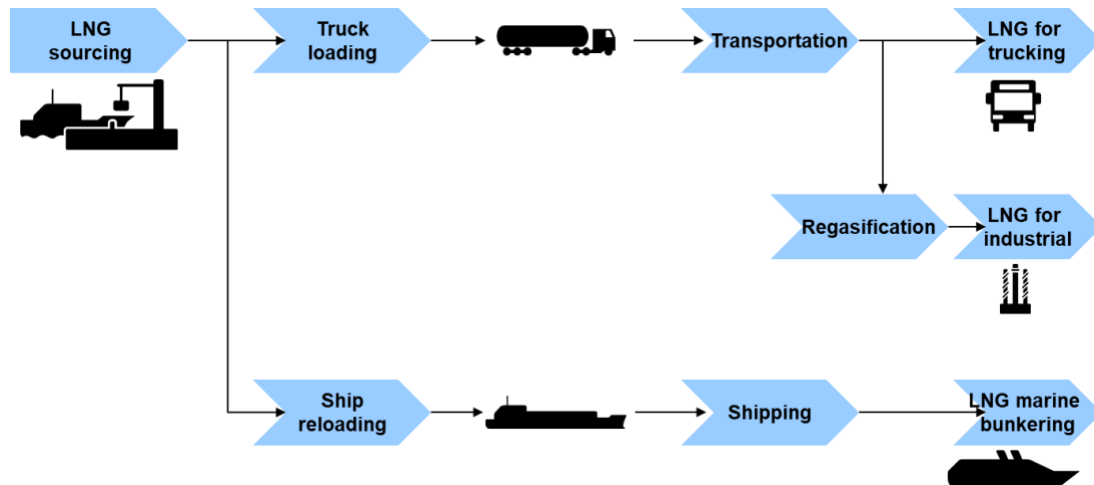 LNG
sourcing
Truck
loading
Transportation
LNG for
trucking
Regasification
LNG for
industrial
Ship
reloading
Shipping
LNG marine
bunkering